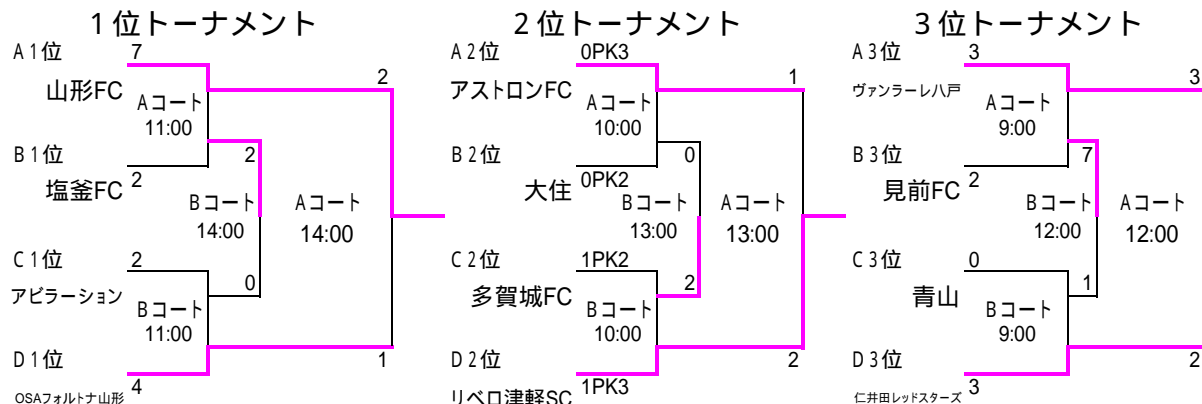 1位トーナメント
A1位 7
山形FC
2
Aコート
11:00
B1位
塩釜FC 2
2
Bコート
14:00
Aコート
14:00
C1位 2
アビラーション
0
Bコート
11:00
D1位
1
OSAフォルトナ山形 4
2位トーナメント
A2位 0PK3
アストロンFC
1
Aコート
10:00
B2位
0
大住 0PK2
Bコート
13:00
Aコート
13:00
C2位 1PK2
多賀城FC
2
Bコート
10:00
D2位
2
リベロ津軽SC 1PK3
3位トーナメント
A3位 3
ヴァンラーレ八戸
3
Aコート
9:00
B3位
7
見前FC 2
Bコート
12:00
Aコート
12:00
C3位 0
青山
1
Bコート
9:00
D3位
2
仁井田レッドスターズ 3